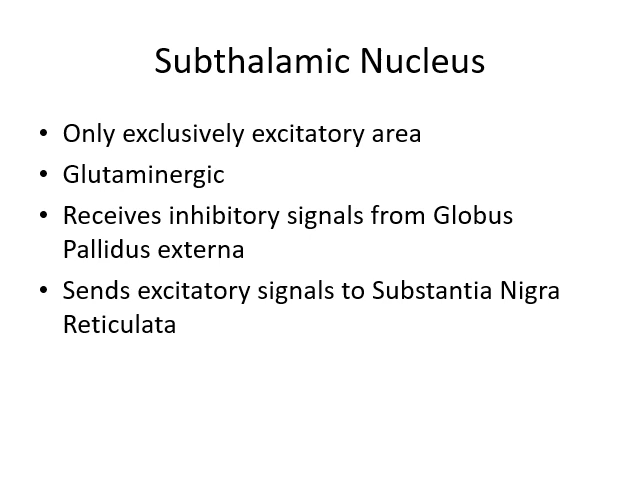 Subthalamic Nucleus
• Only exclusively excitatory area
• Glutaminergic
• Receives inhibitory signals from Globus
Pallidus externa
• Sends excitatory signals to Substantia Nigra
Reticulata